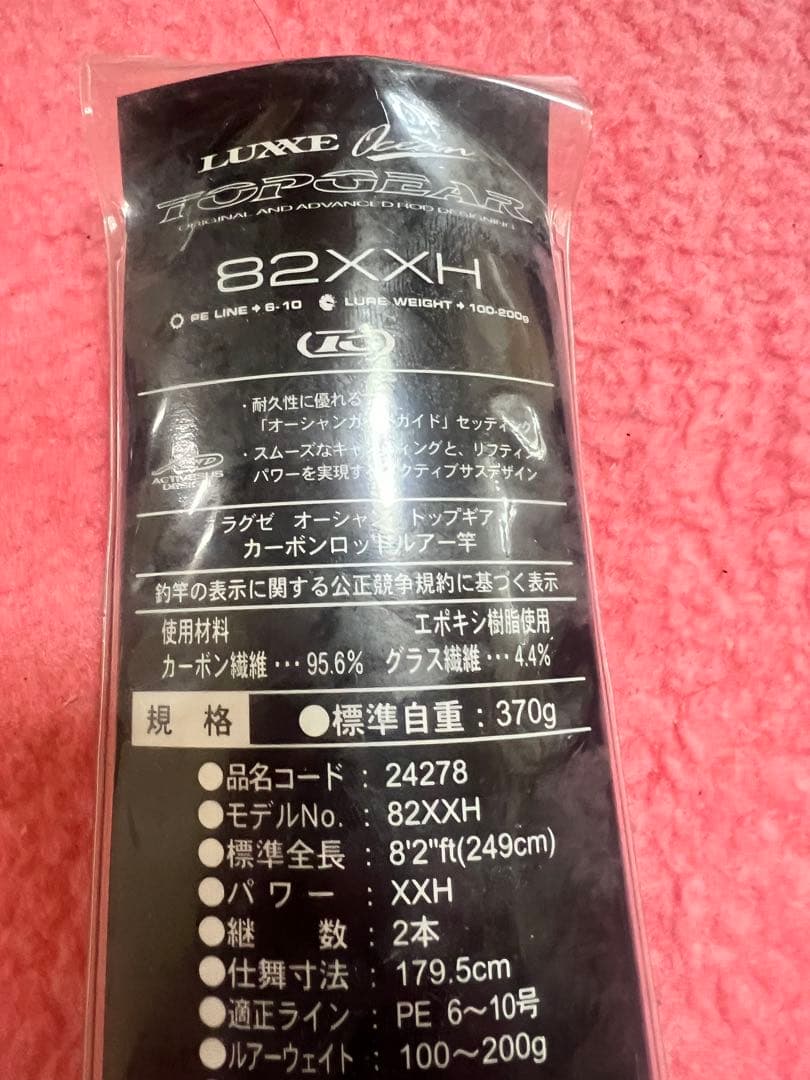 LUXXE Ocean
TOPGEAR
ORIGINAL AND ADVANCED ROD DESIGNING
82XXH
PE LINE → 6-10 LURE WEIGHT → 100-200g
・耐久性に優れる
「オーシャン ガイド」セッティング
・スムーズなキャスティングと、リフティング
パワーを実現する アクティブサスデザイン
ACTIVE SUS
DESIGN
ラグゼ オーシャン トップギア
カーボンロッド ルアー竿
釣竿の表示に関する公正競争規約に基づく表示
使用材料 エポキシ樹脂使用
カーボン繊維…95.6% グラス繊維…4.4%
規格 ●標準自重:370g
●品名コード:24278
●モデルNo.:82XXH
●標準全長:8'2"ft(249cm)
●パワー:XXH
●継数:2本
●仕舞寸法:179.5cm
●適正ライン:PE 6〜10号
●ルアーウェイト:100〜200g